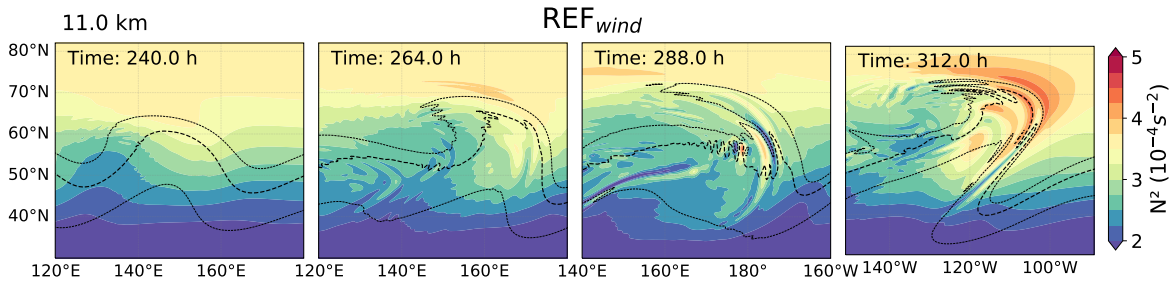 REF_wind
11.0 km
Time: 240.0 h
Time: 264.0 h
Time: 288.0 h
Time: 312.0 h
80°N
70°N
60°N
50°N
40°N
120°E 140°E 160°E
120°E 140°E 160°E
140°E 160°E 180° 160°W
140°W 120°W 100°W
5
4
3
2
N² (10⁻⁴s⁻²)